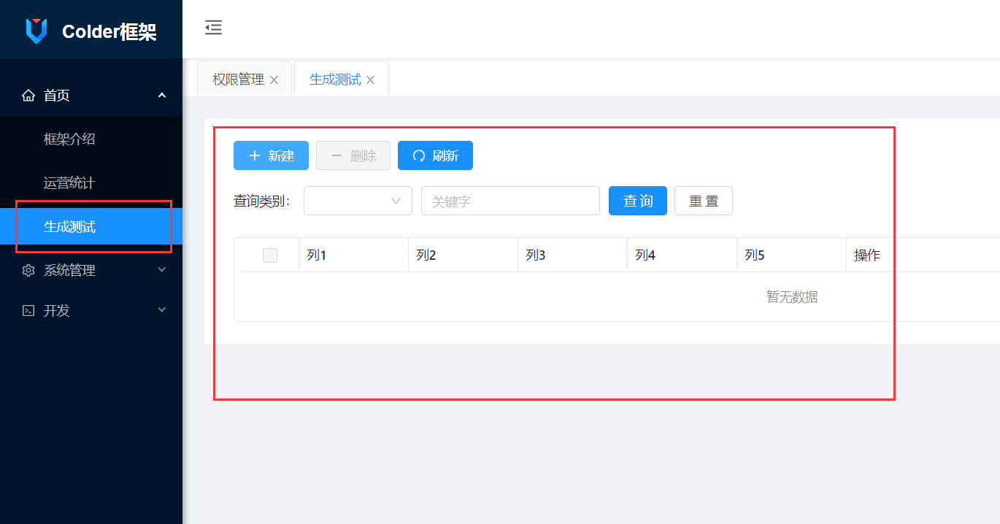 Colder框架
首页
框架介绍
运营统计
生成测试
系统管理
开发
权限管理 生成测试
新建 删除 刷新
查询类别： 关键字 查 询 重 置
列1 列2 列3 列4 列5 操作
暂无数据